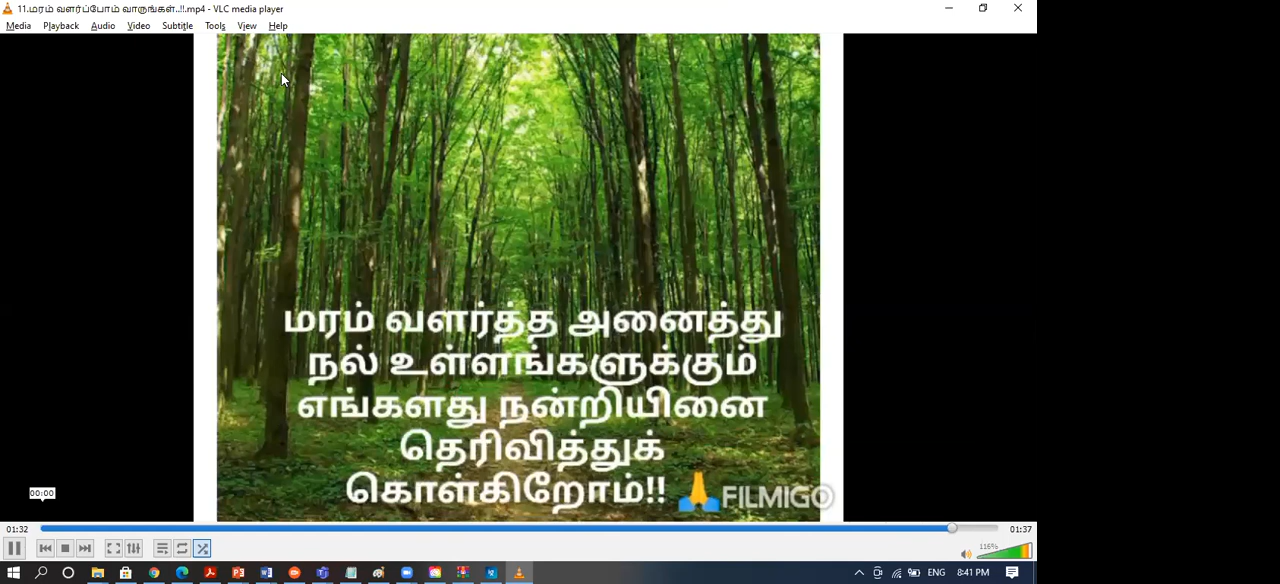 11.மரம் வளர்ப்போம் வாருங்கள்..!!.mp4 - VLC media player
Media Playback Audio Video Subtitle Tools View Help
மரம் வளர்த்த அனைத்து
நல் உள்ளங்களுக்கும்
எங்களது நன்றியினை
தெரிவித்துக்
கொள்கிறோம்!!
FILMIGO
00:00
01:32
01:37
116%
ENG 8:41 PM